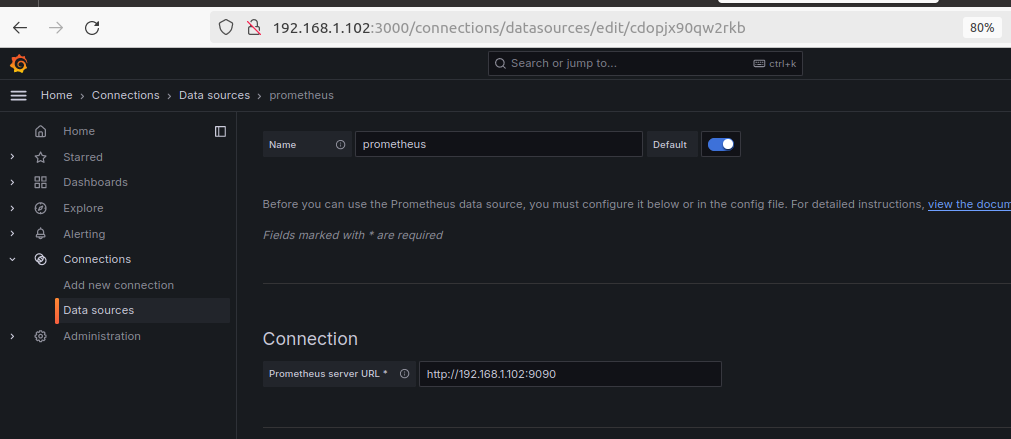 192.168.1.102:3000/connections/datasources/edit/cdopjx90qw2rkb 80%
Search or jump to... ctrl+k
Home › Connections › Data sources › prometheus
Home
Starred
Dashboards
Explore
Alerting
Connections
Add new connection
Data sources
Administration
Name prometheus Default
Before you can use the Prometheus data source, you must configure it below or in the config file. For detailed instructions, view the docum
Fields marked with * are required
Connection
Prometheus server URL * http://192.168.1.102:9090